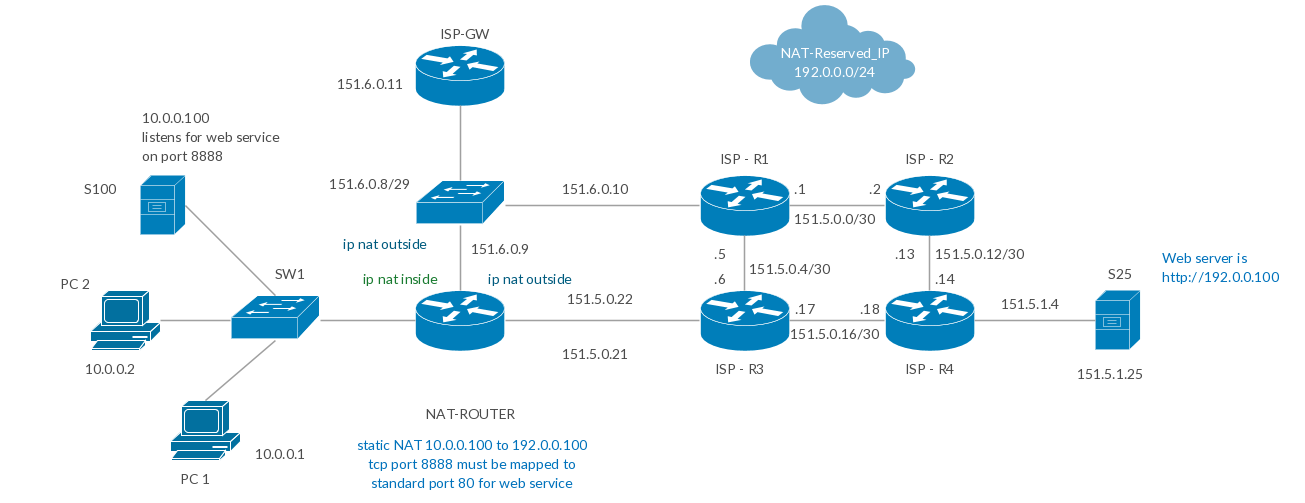 ISP-GW
151.6.0.11
NAT-Reserved_IP
192.0.0.0/24
10.0.0.100
listens for web service
on port 8888
S100
151.6.0.8/29
151.6.0.10
ISP - R1
ISP - R2
.1
.2
151.5.0.0/30
ip nat outside
151.6.0.9
.5
151.5.0.4/30
.6
.13
151.5.0.12/30
.14
Web server is
http://192.0.0.100
SW1
ip nat inside
ip nat outside
S25
PC 2
151.5.0.22
.17
.18
151.5.0.16/30
151.5.1.4
10.0.0.2
151.5.0.21
ISP - R3
ISP - R4
151.5.1.25
NAT-ROUTER
static NAT 10.0.0.100 to 192.0.0.100
tcp port 8888 must be mapped to
standard port 80 for web service
10.0.0.1
PC 1